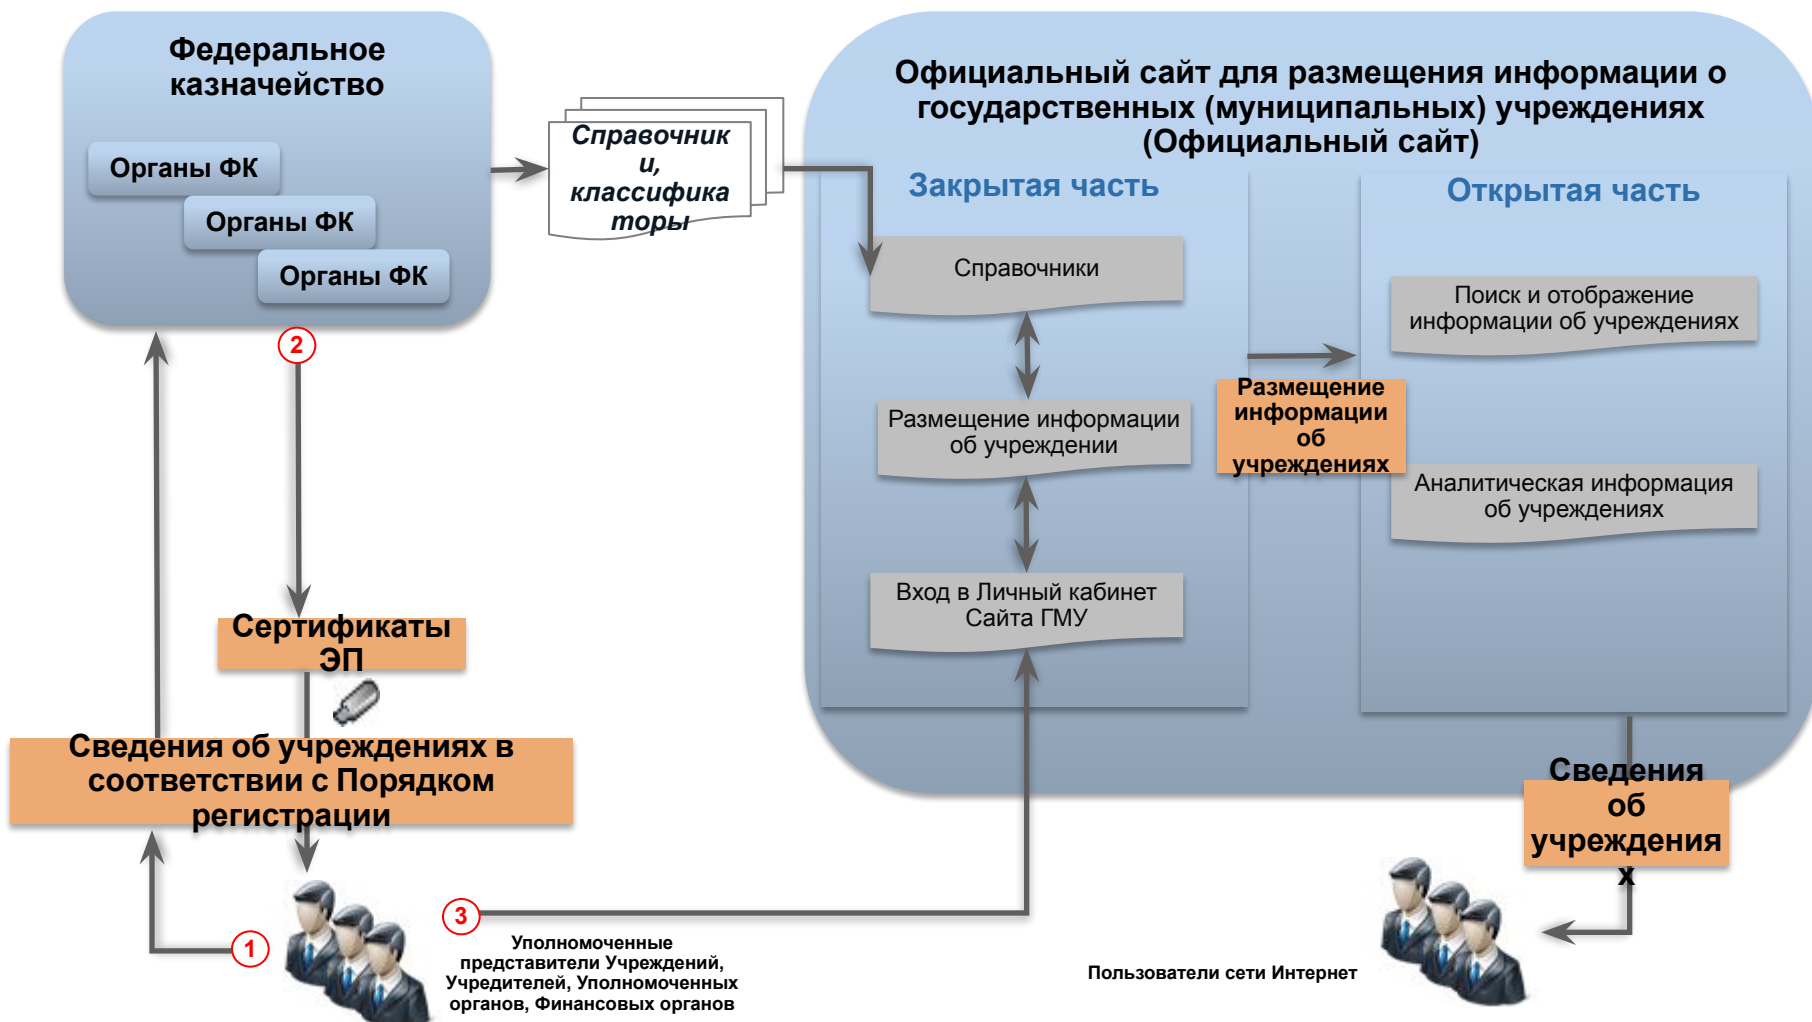 Федеральное
казначейство
Органы ФК
Органы ФК
Органы ФК
Справочник
и,
классифика
торы
Официальный сайт для размещения информации о
государственных (муниципальных) учреждениях
(Официальный сайт)
Закрытая часть
Открытая часть
Справочники
Поиск и отображение
информации об учреждениях
2
Размещение
информации
об
учреждениях
Размещение информации
об учреждении
Аналитическая информация
об учреждениях
Вход в Личный кабинет
Сайта ГМУ
Сертификаты
ЭП
Сведения об учреждениях в
соответствии с Порядком
регистрации
Сведения
об
учреждения
х
1
3
Уполномоченные
представители Учреждений,
Учредителей, Уполномоченных
органов, Финансовых органов
Пользователи сети Интернет